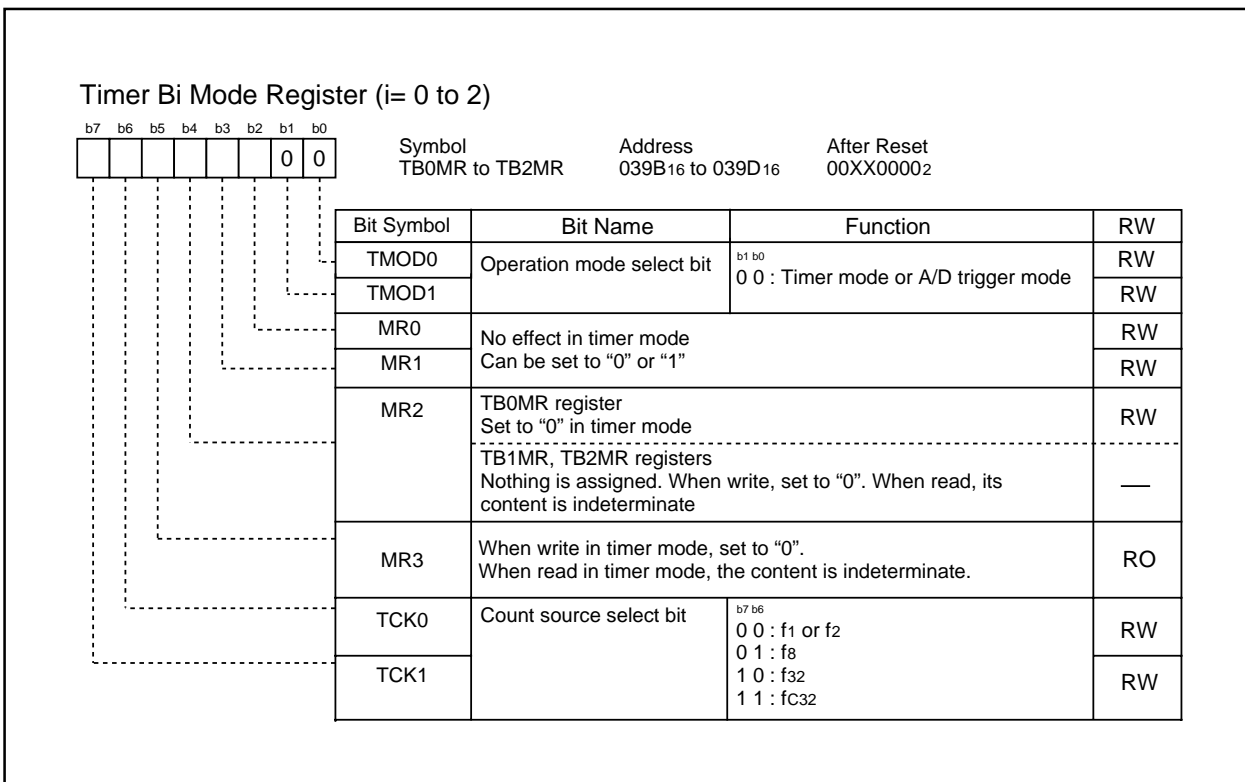 Timer Bi Mode Register (i= 0 to 2)
b7 b6 b5 b4 b3 b2 b1 b0
0 0
Symbol Address After Reset
TB0MR to TB2MR 039B16 to 039D16 00XX00002
Bit Symbol Bit Name Function RW
TMOD0 Operation mode select bit b1 b0 RW
0 0 : Timer mode or A/D trigger mode
TMOD1 RW
MR0 No effect in timer mode RW
MR1 Can be set to “0” or “1” RW
MR2 TB0MR register RW
Set to “0” in timer mode
TB1MR, TB2MR registers
Nothing is assigned. When write, set to “0”. When read, its —
content is indeterminate
MR3 When write in timer mode, set to “0”. RO
When read in timer mode, the content is indeterminate.
TCK0 Count source select bit b7 b6 RW
0 0 : f1 or f2
0 1 : f8
TCK1 1 0 : f32 RW
1 1 : fC32